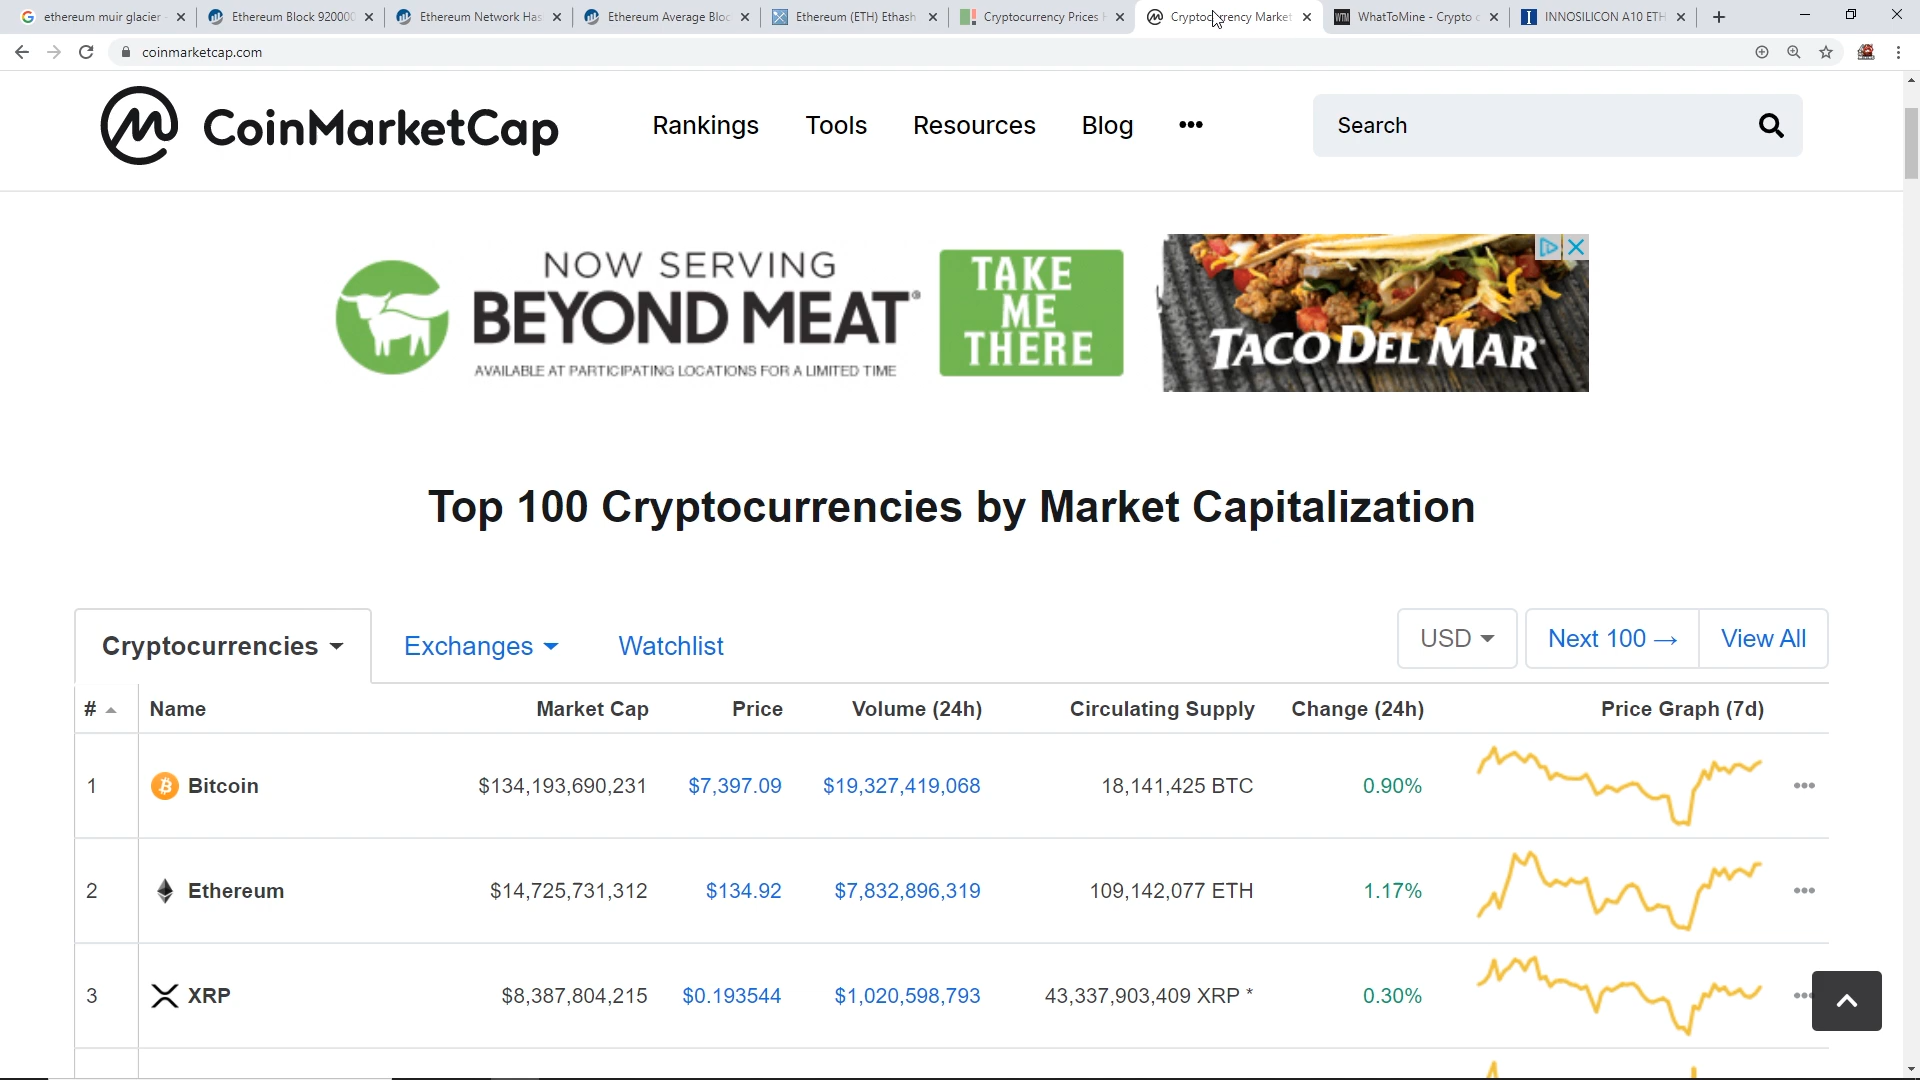 ethereum muir glacier
Ethereum Block 920000
Ethereum Network Has
Ethereum Average Bloc
Ethereum (ETH) Ethash
Cryptocurrency Prices
Cryptocurrency Market
WTM WhatToMine - Crypto
INNOSILICON A10 ETH
coinmarketcap.com
CoinMarketCap
Rankings
Tools
Resources
Blog
Search
NOW SERVING
BEYOND MEAT®
AVAILABLE AT PARTICIPATING LOCATIONS FOR A LIMITED TIME
TAKE
ME
THERE
TACO DEL MAR
Top 100 Cryptocurrencies by Market Capitalization
Cryptocurrencies
Exchanges
Watchlist
USD
Next 100 →
View All
# Name Market Cap Price Volume (24h) Circulating Supply Change (24h) Price Graph (7d)
1 Bitcoin $134,193,690,231 $7,397.09 $19,327,419,068 18,141,425 BTC 0.90%
2 Ethereum $14,725,731,312 $134.92 $7,832,896,319 109,142,077 ETH 1.17%
3 XRP $8,387,804,215 $0.193544 $1,020,598,793 43,337,903,409 XRP * 0.30%